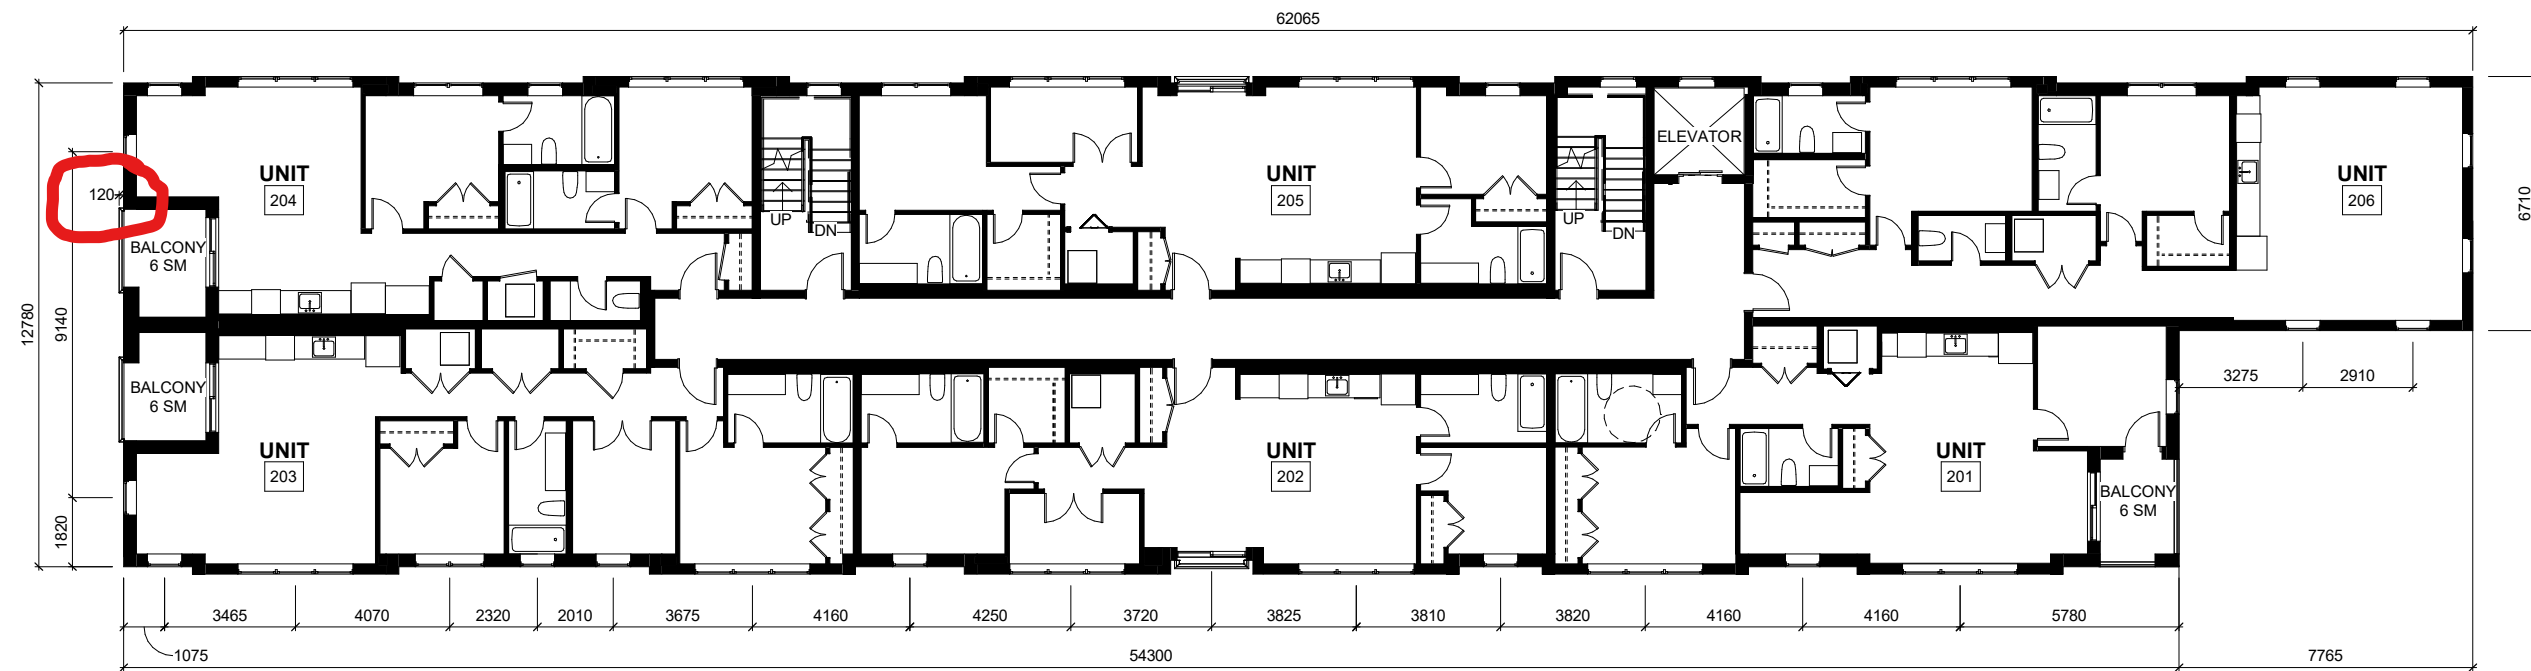 62065
120
UNIT
204
BALCONY
6 SM
UP
DN
UNIT
205
UP
DN
ELEVATOR
UNIT
206
6710
12780
9140
1820
BALCONY
6 SM
UNIT
203
UNIT
202
UNIT
201
BALCONY
6 SM
3275 2910
3465 4070 2320 2010 3675 4160 4250 3720 3825 3810 3820 4160 4160 5780
1075
54300 7765